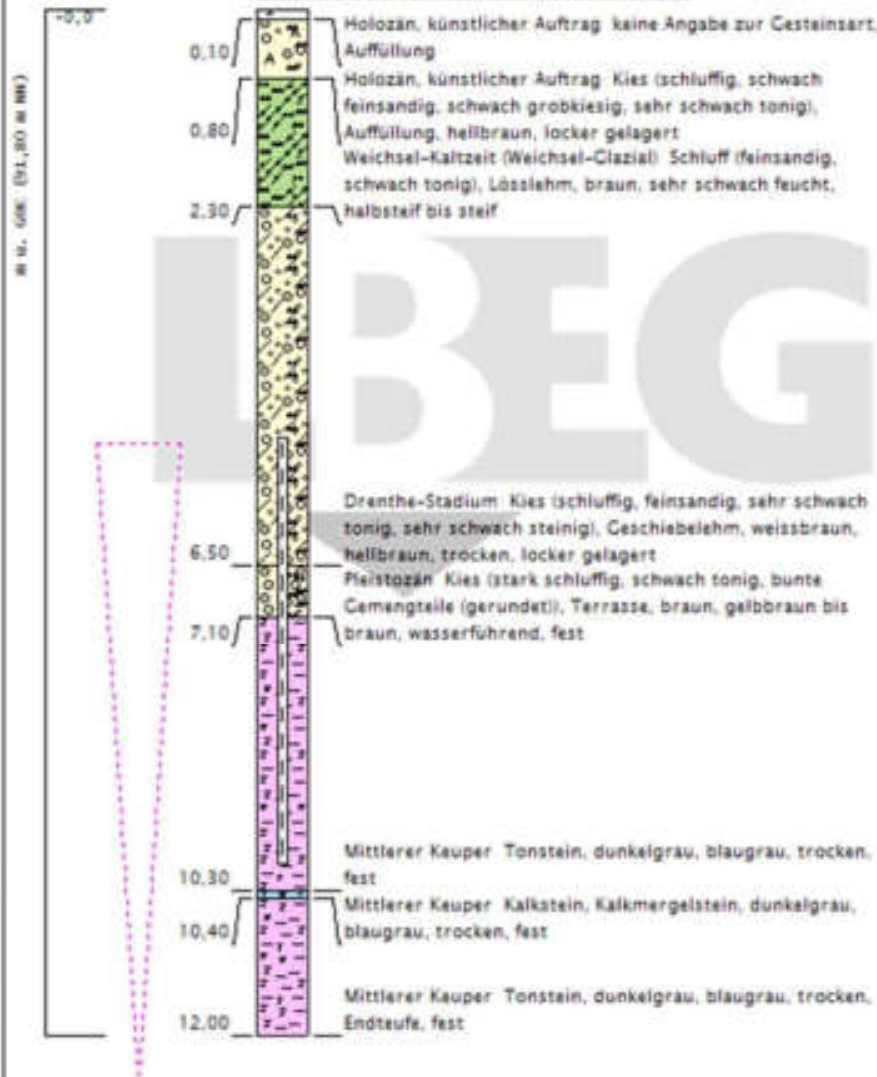 -0,0
m u. GOK (91,80 m NN)
Holozän, künstlicher Auftrag keine Angabe zur Gesteinsart,
0,10 Auffüllung
Holozän, künstlicher Auftrag Kies (schluffig, schwach
feinsandig, schwach grobkiesig, sehr schwach tonig),
0,80 Auffüllung, hellbraun, locker gelagert
Weichsel-Kaltzeit (Weichsel-Glazial) Schluff (feinsandig,
schwach tonig), Lösslehm, braun, sehr schwach feucht,
2,30 halbsteif bis steif
LBEG
Drenthe-Stadium Kies (schluffig, feinsandig, sehr schwach
tonig, sehr schwach steinig), Geschiebelehm, weissbraun,
6,50 hellbraun, trocken, locker gelagert
Pleistozän Kies (stark schluffig, schwach tonig, bunte
Gemengteile (gerundet)), Terrasse, braun, gelbbraun bis
7,10 braun, wasserführend, fest
Mittlerer Keuper Tonstein, dunkelgrau, blaugrau, trocken,
10,30 fest
Mittlerer Keuper Kalkstein, Kalkmergelstein, dunkelgrau,
10,40 blaugrau, trocken, fest
Mittlerer Keuper Tonstein, dunkelgrau, blaugrau, trocken,
12,00 Endteufe, fest